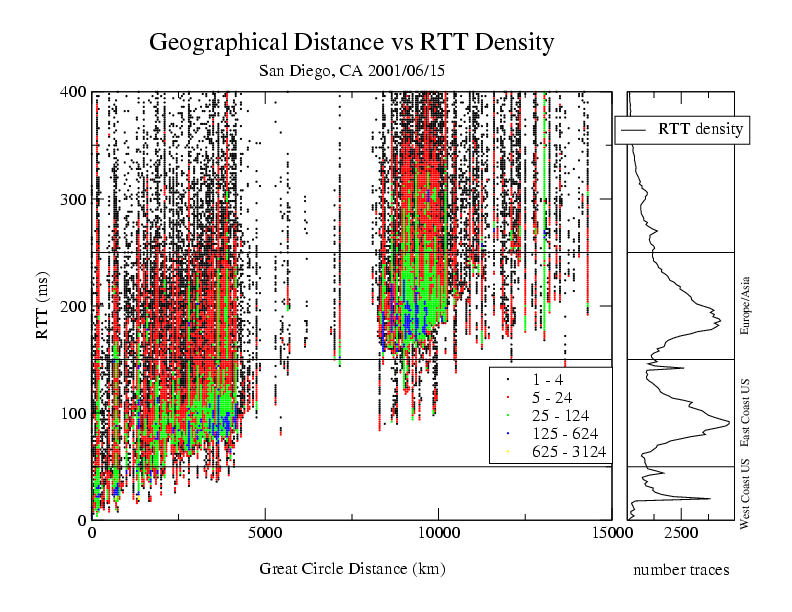 Geographical Distance vs RTT Density
San Diego, CA 2001/06/15
400
300
200
100
0
RTT (ms)
0 5000 10000 15000
Great Circle Distance (km)
1 - 4
5 - 24
25 - 124
125 - 624
625 - 3124
RTT density
Europe/Asia
East Coast US
West Coast US
0 2500
number traces